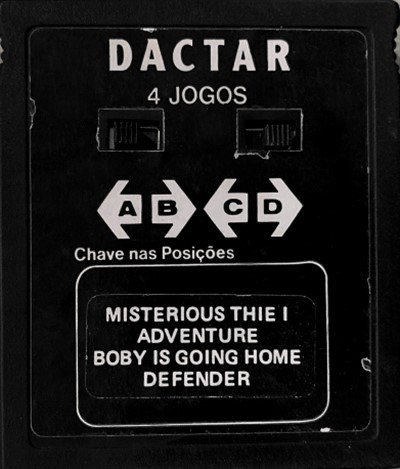 DACTAR
4 JOGOS
A B C D
Chave nas Posições
MISTERIOUS THIE I
ADVENTURE
BOBY IS GOING HOME
DEFENDER